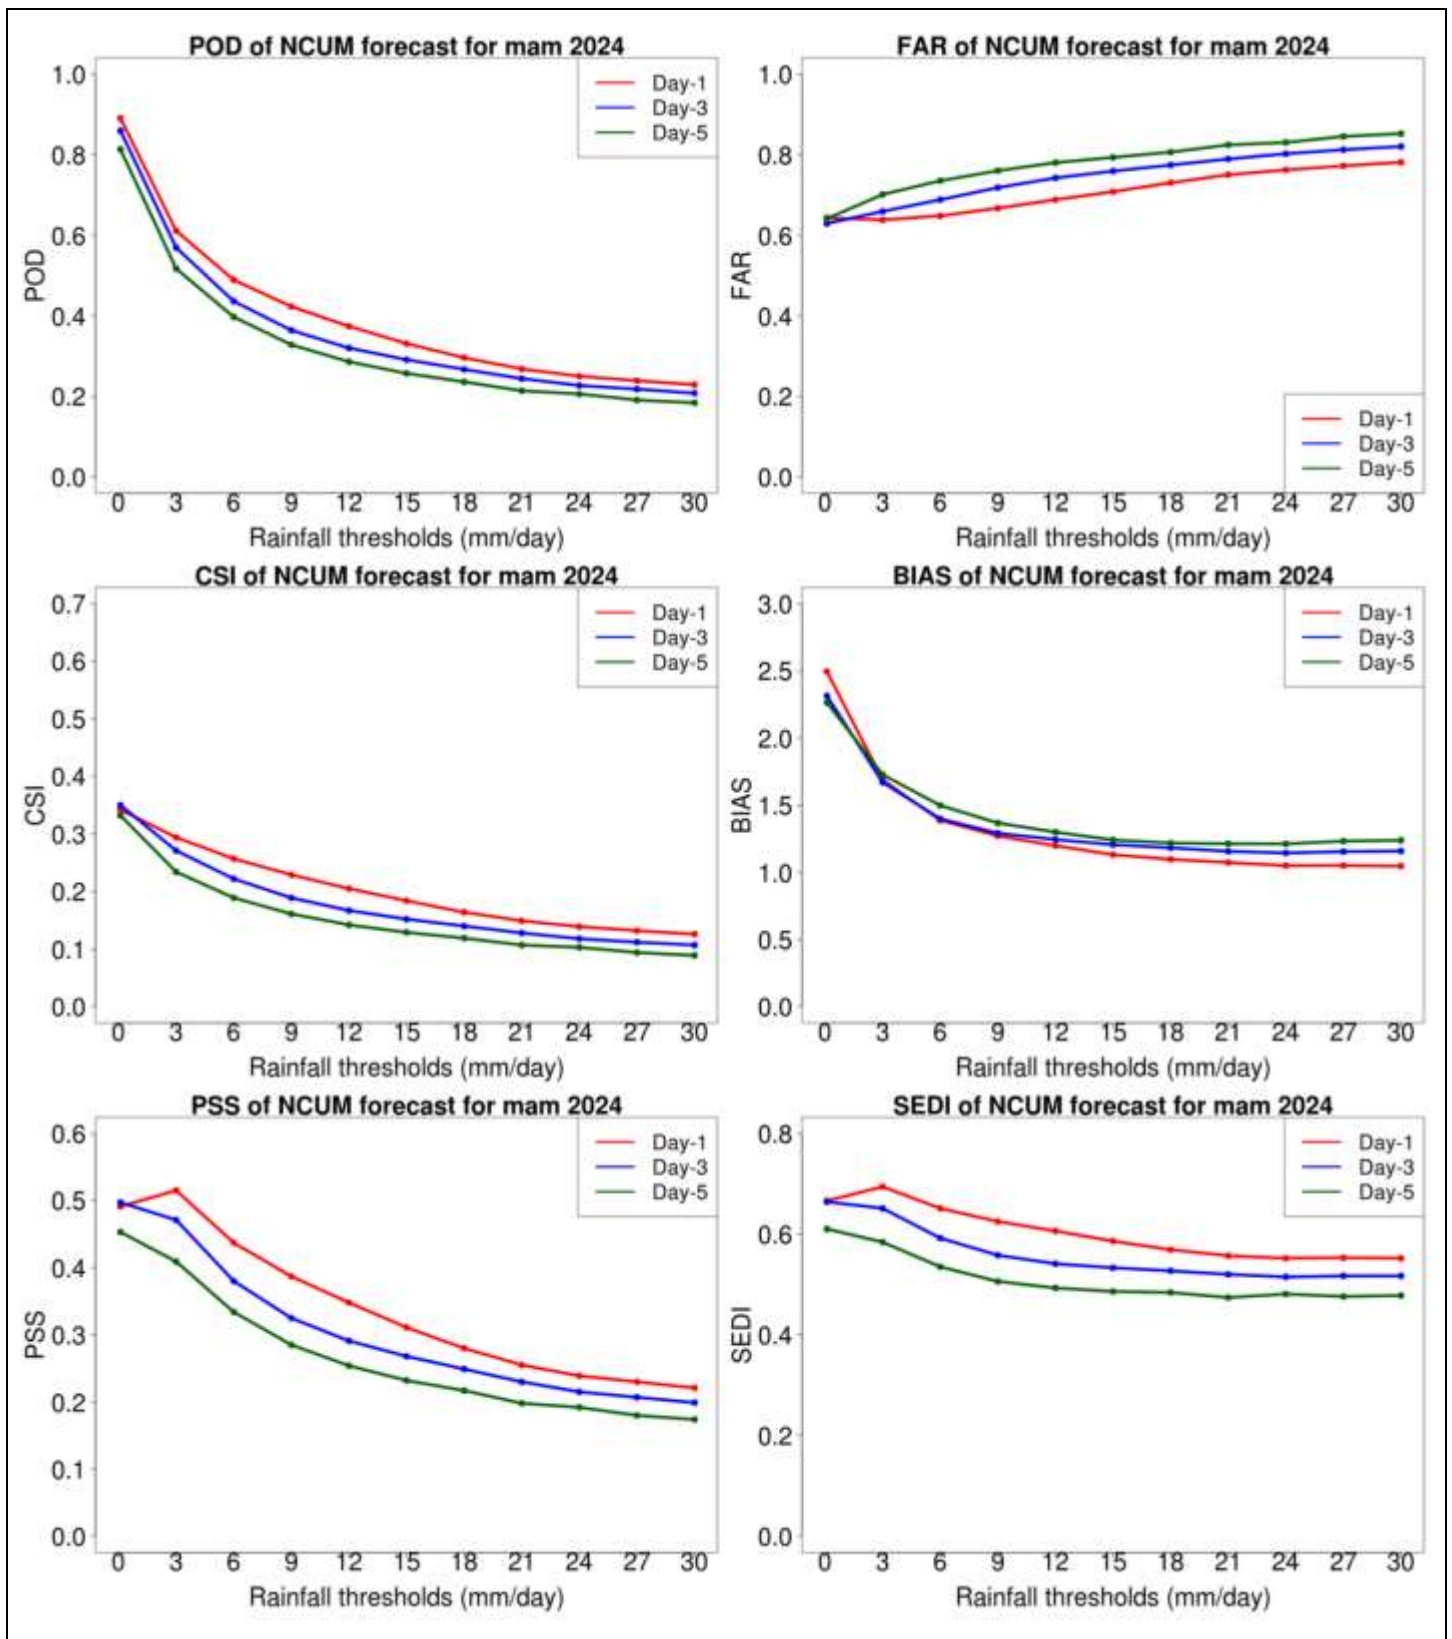 POD of NCUM forecast for mam 2024
1.0
0.8
0.6
0.4
0.2
0.0
POD
Day-1
Day-3
Day-5
0 3 6 9 12 15 18 21 24 27 30
Rainfall thresholds (mm/day)
FAR of NCUM forecast for mam 2024
1.0
0.8
0.6
0.4
0.2
0.0
FAR
Day-1
Day-3
Day-5
0 3 6 9 12 15 18 21 24 27 30
Rainfall thresholds (mm/day)
CSI of NCUM forecast for mam 2024
0.7
0.6
0.5
0.4
0.3
0.2
0.1
0.0
CSI
Day-1
Day-3
Day-5
0 3 6 9 12 15 18 21 24 27 30
Rainfall thresholds (mm/day)
BIAS of NCUM forecast for mam 2024
3.0
2.5
2.0
1.5
1.0
0.5
0.0
BIAS
Day-1
Day-3
Day-5
0 3 6 9 12 15 18 21 24 27 30
Rainfall thresholds (mm/day)
PSS of NCUM forecast for mam 2024
0.6
0.5
0.4
0.3
0.2
0.1
0.0
PSS
Day-1
Day-3
Day-5
0 3 6 9 12 15 18 21 24 27 30
Rainfall thresholds (mm/day)
SEDI of NCUM forecast for mam 2024
0.8
0.6
0.4
0.2
0.0
SEDI
Day-1
Day-3
Day-5
0 3 6 9 12 15 18 21 24 27 30
Rainfall thresholds (mm/day)